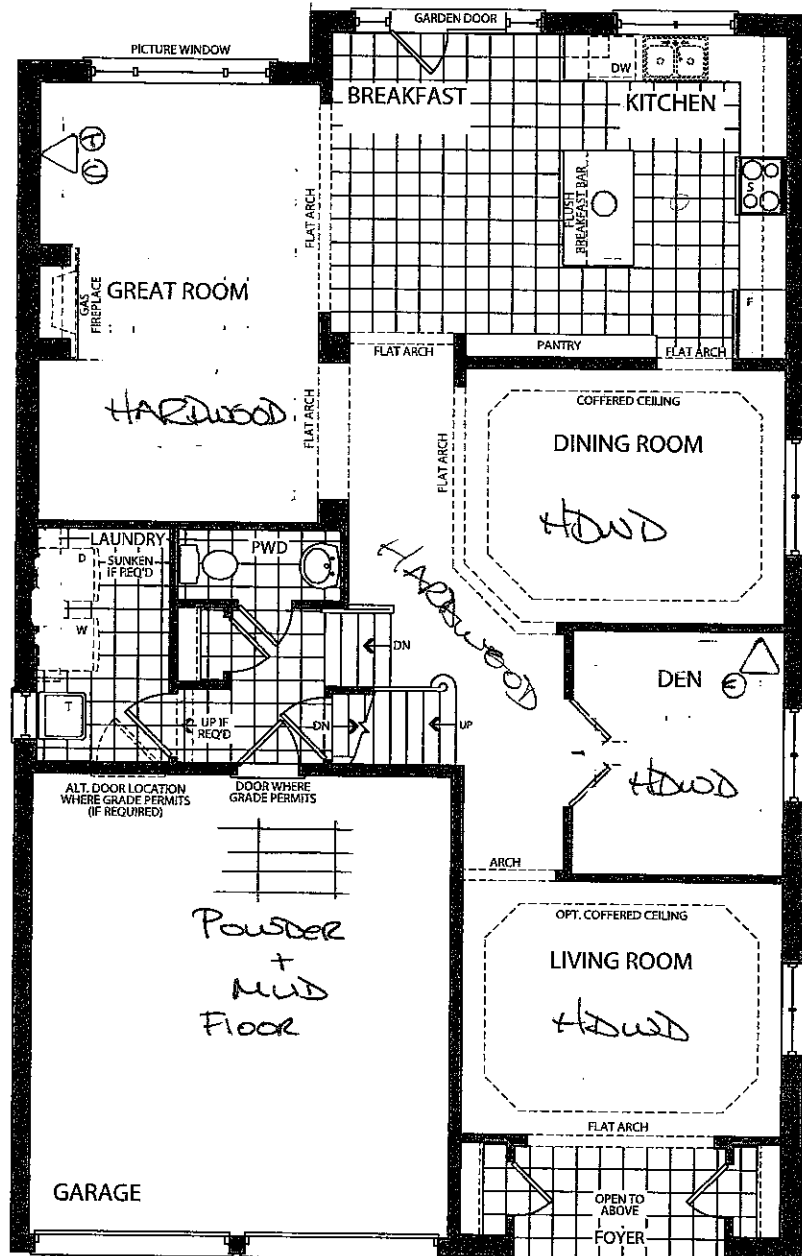 GARDEN DOOR
PICTURE WINDOW
DW
BREAKFAST
KITCHEN
FLAT ARCH
FLUSH
BREAKFAST BAR
S
GREAT ROOM
GAS
FIREPLACE
F
FLAT ARCH
PANTRY
FLAT ARCH
HARDWOOD
FLAT ARCH
FLAT ARCH
COFFERED CEILING
DINING ROOM
HDWD
LAUNDRY
SUNKEN
IF REQ'D
D
PWD
HARDWOOD
W
DN
DEN
T
UP IF
REQ'D
DN
UP
HDWD
ALT. DOOR LOCATION
WHERE GRADE PERMITS
(IF REQUIRED)
DOOR WHERE
GRADE PERMITS
ARCH
POWDER
+
MUD
FLOOR
OPT. COFFERED CEILING
LIVING ROOM
HDWD
FLAT ARCH
GARAGE
OPEN TO
ABOVE
FOYER